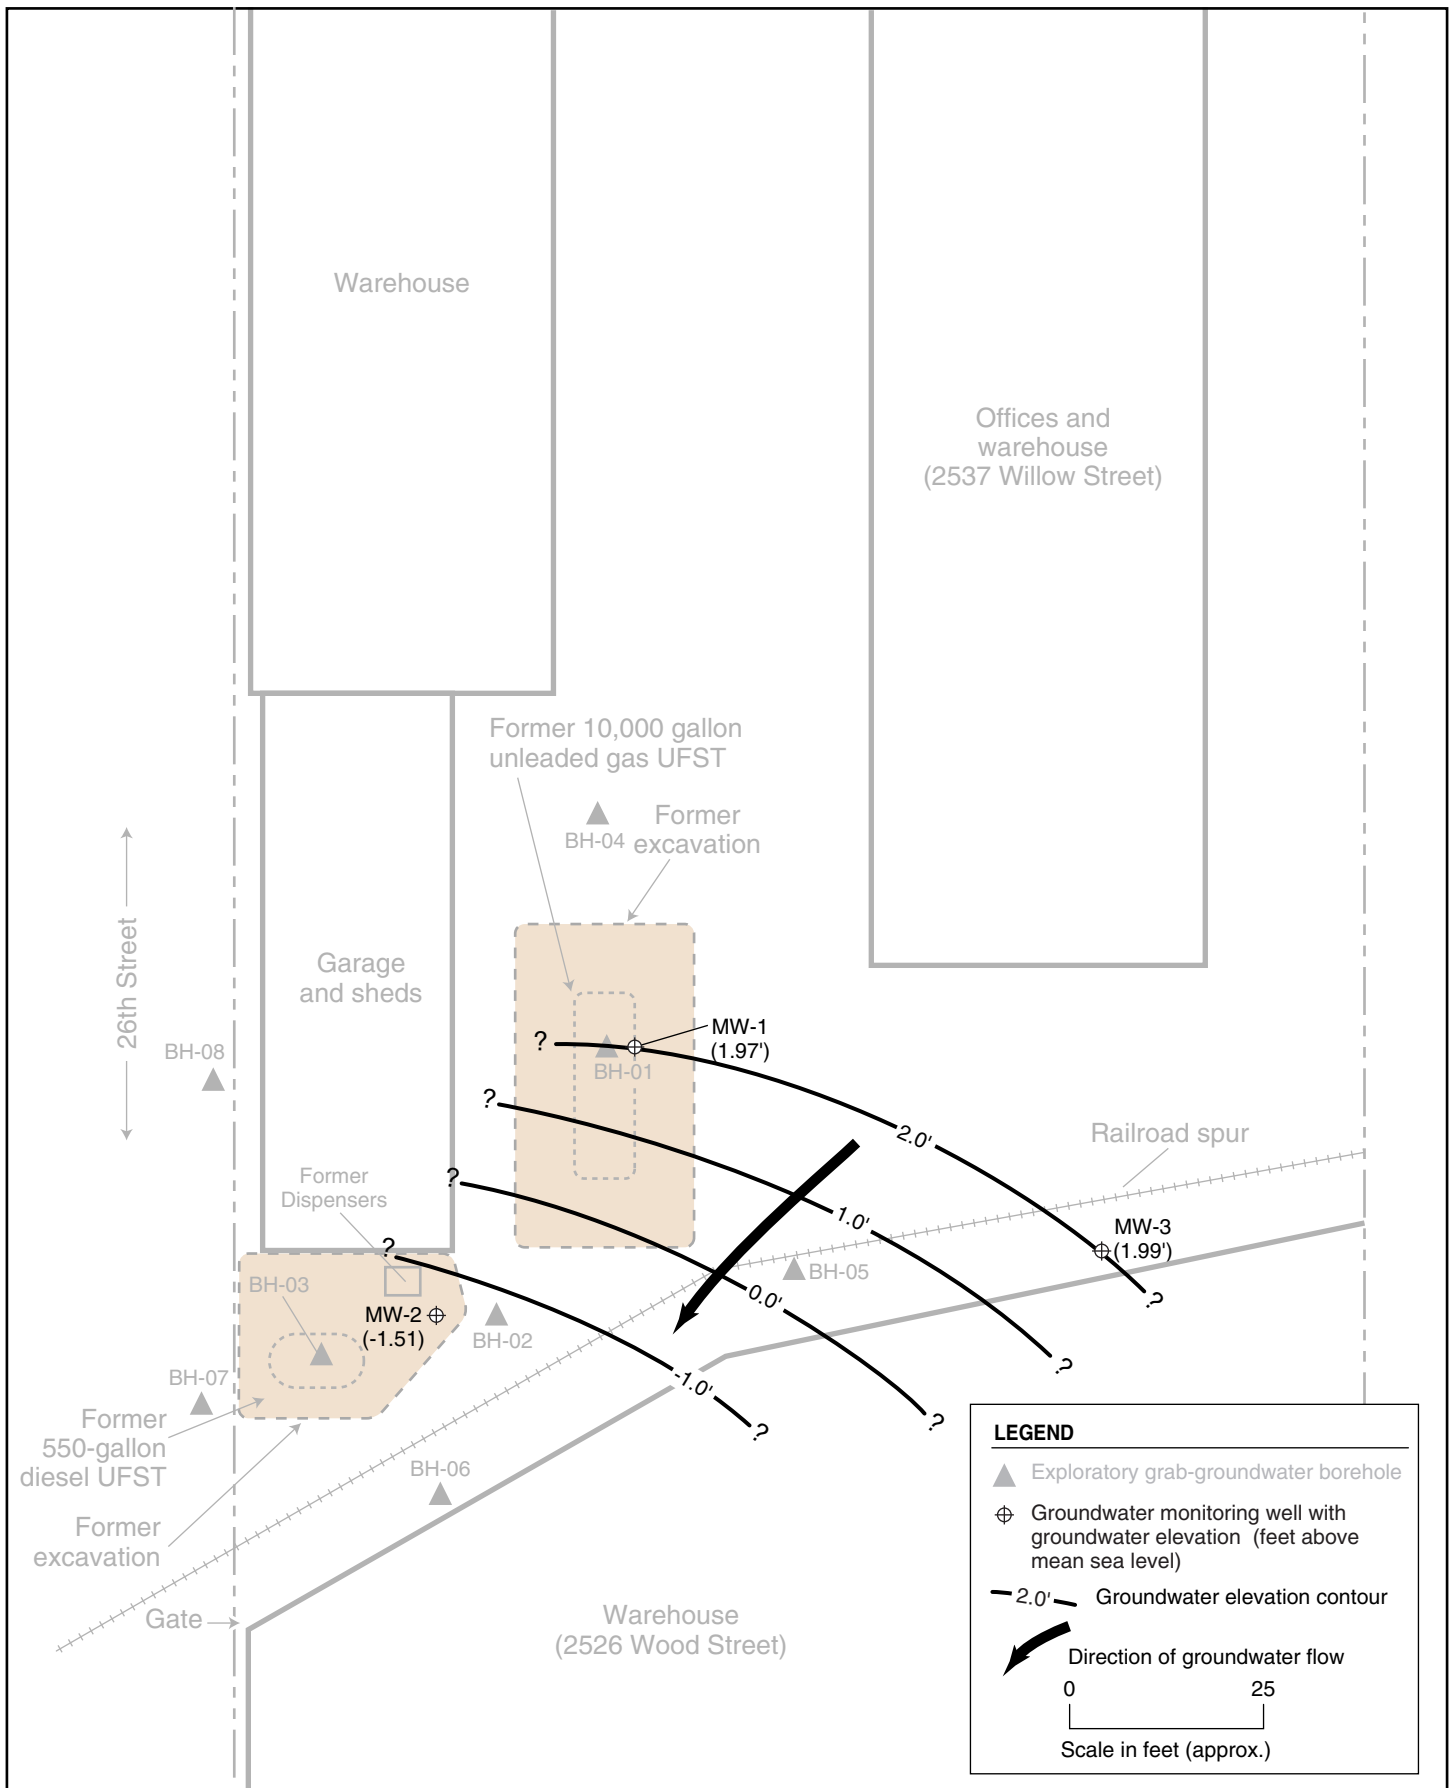 Warehouse
Offices and
warehouse
(2537 Willow Street)
Former 10,000 gallon
unleaded gas UFST
BH-04
Former
excavation
26th Street
Garage
and sheds
BH-08
?
MW-1
(1.97')
BH-01
?
2.0'
Railroad spur
Former
Dispensers
?
1.0'
MW-3
(1.99')
?
?
BH-03
BH-05
0.0'
MW-2
(-1.51)
BH-02
?
BH-07
-1.0'
?
?
Former
550-gallon
diesel UFST
BH-06
Former
excavation
Gate
Warehouse
(2526 Wood Street)
LEGEND
Exploratory grab-groundwater borehole
Groundwater monitoring well with
groundwater elevation (feet above
mean sea level)
2.0'
Groundwater elevation contour
Direction of groundwater flow
0 25
Scale in feet (approx.)